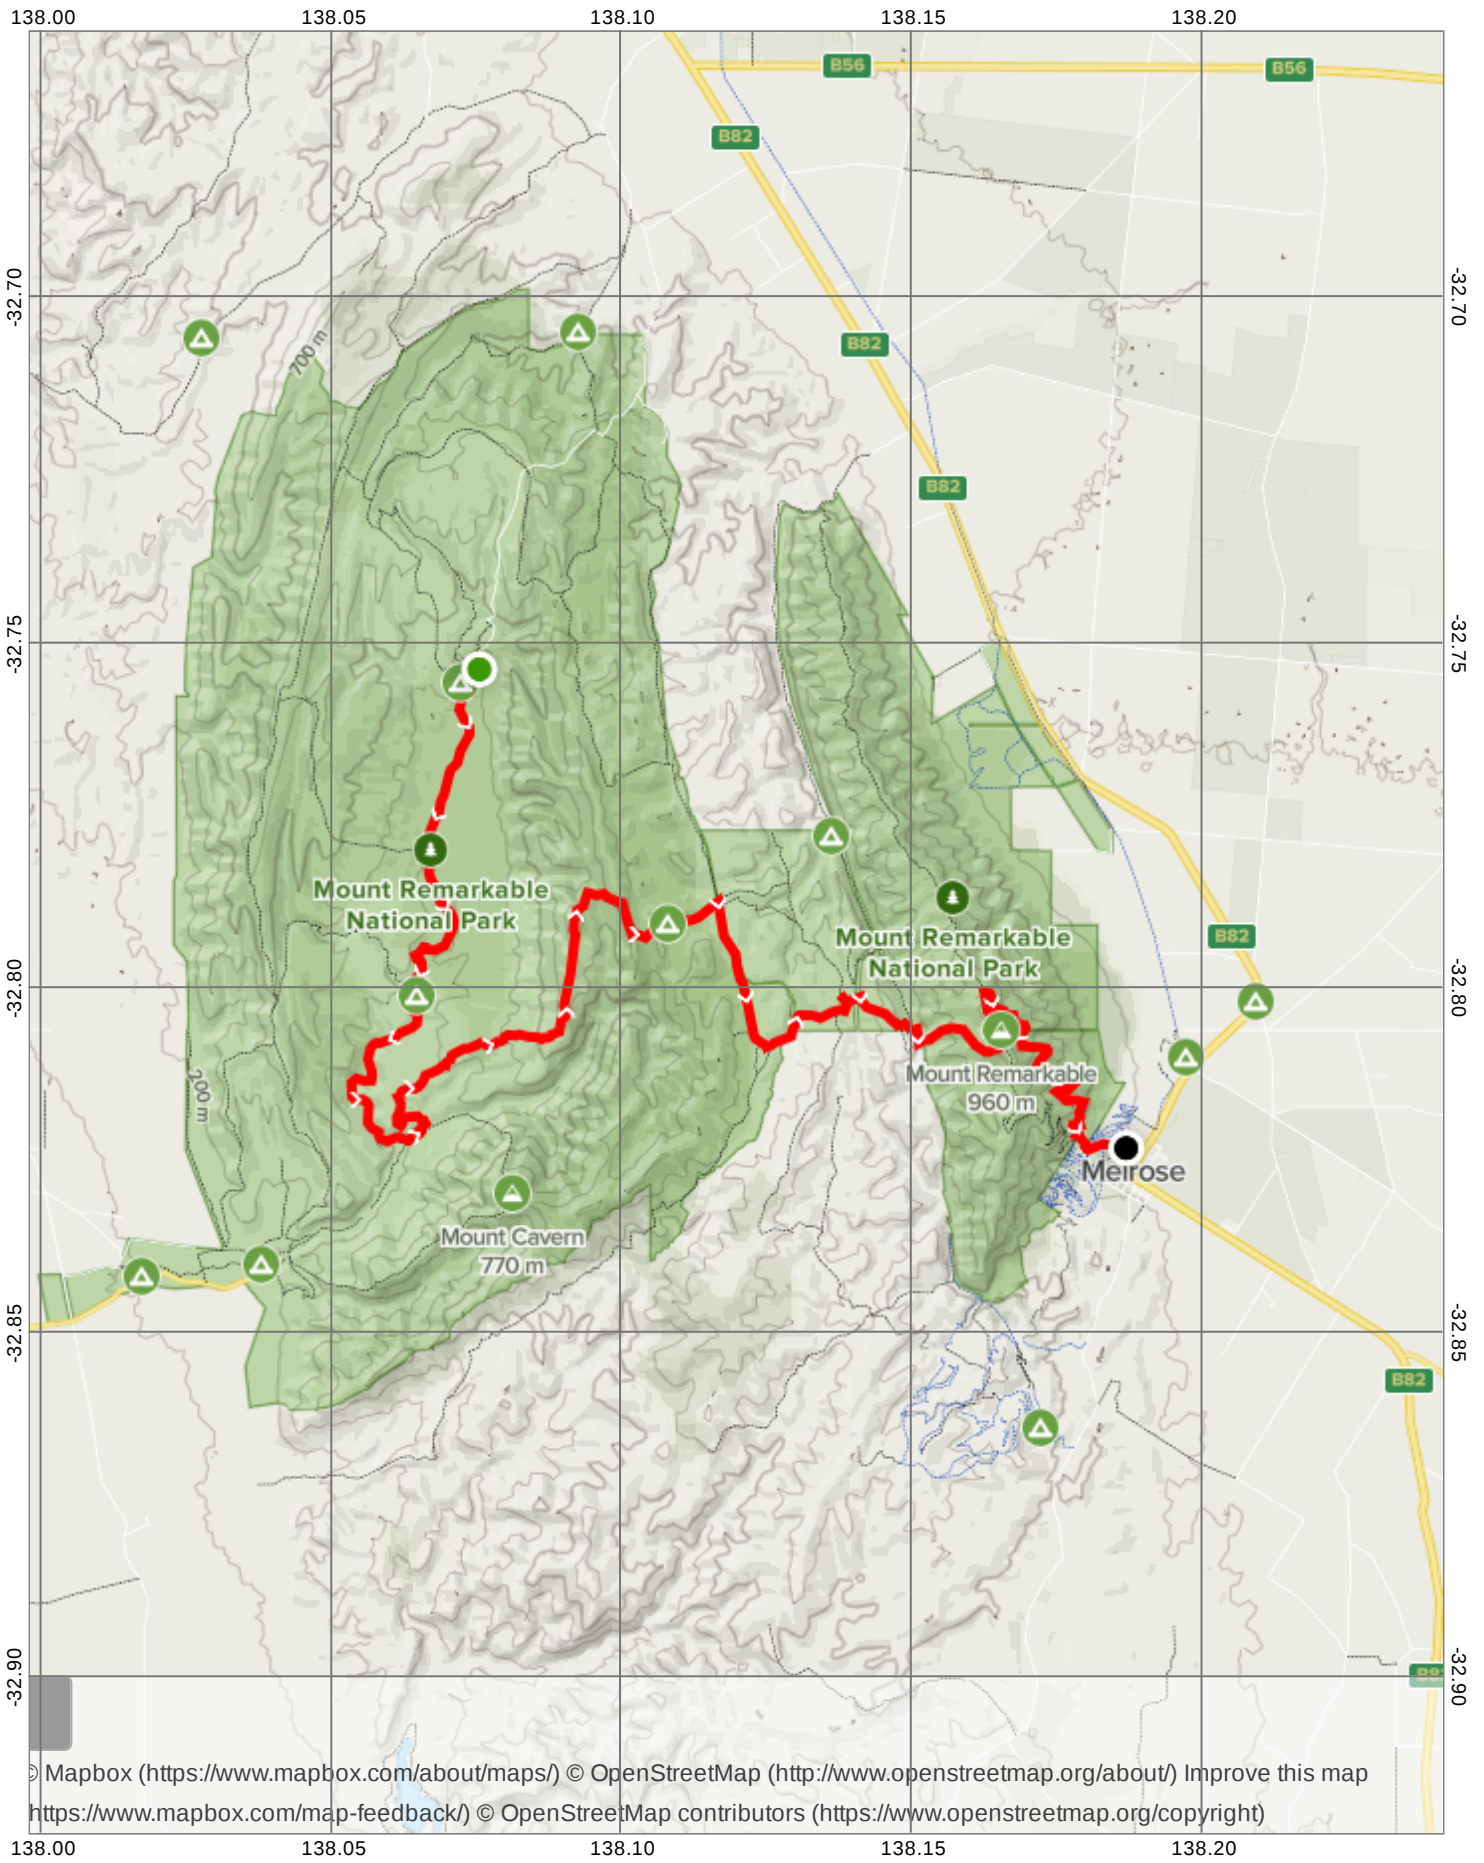 138.00 138.05 138.10 138.15 138.20
B56
B56
B82
-32.70
-32.70
700 m
B82
B82
-32.75
-32.75
Mount Remarkable
National Park
Mount Remarkable
National Park
B82
-32.80
-32.80
200 m
Mount Remarkable
960 m
Melrose
Mount Cavern
770 m
-32.85
-32.85
B82
-32.90
-32.90
© Mapbox (https://www.mapbox.com/about/maps/) © OpenStreetMap (http://www.openstreetmap.org/about/) Improve this map
https://www.mapbox.com/map-feedback/) © OpenStreetMap contributors (https://www.openstreetmap.org/copyright)
138.00 138.05 138.10 138.15 138.20